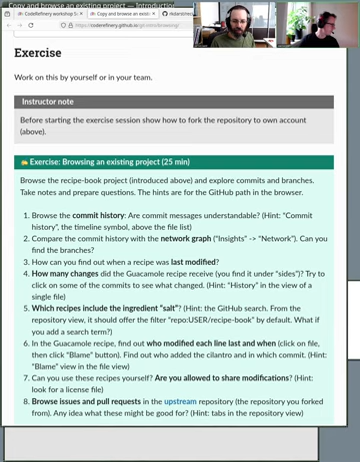 Copy and browse an existing project — Introduction
CodeRefinery workshop S
Copy and browse an exist
https://coderefinery.github.io/git-intro/browsing/
Exercise
Work on this by yourself or in your team.
Instructor note
Before starting the exercise session show how to fork the repository to own account
(above).
Exercise: Browsing an existing project (25 min)
Browse the recipe-book project (introduced above) and explore commits and branches.
Take notes and prepare questions. The hints are for the GitHub path in the browser.
1. Browse the commit history: Are commit messages understandable? (Hint: “Commit
history”, the timeline symbol, above the file list)
2. Compare the commit history with the network graph (“Insights” -> “Network”). Can you
find the branches?
3. How can you find out when a recipe was last modified?
4. How many changes did the Guacamole recipe receive (you find it under “sides”)? Try to
click on some of the commits to see what changed. (Hint: “History” in the view of a
single file)
5. Which recipes include the ingredient “salt”? (Hint: the GitHub search. From the
repository view, it should offer the filter “repo:USER/recipe-book” by default. What if
you add a search term?)
6. In the Guacamole recipe, find out who modified each line last and when (click on file,
then click “Blame” button). Find out who added the cilantro and in which commit. (Hint:
“Blame” view in the file view)
7. Can you use these recipes yourself? Are you allowed to share modifications? (Hint:
look for a license file)
8. Browse issues and pull requests in the upstream repository (the repository you forked
from). Any idea what these might be good for? (Hint: tabs in the repository view)